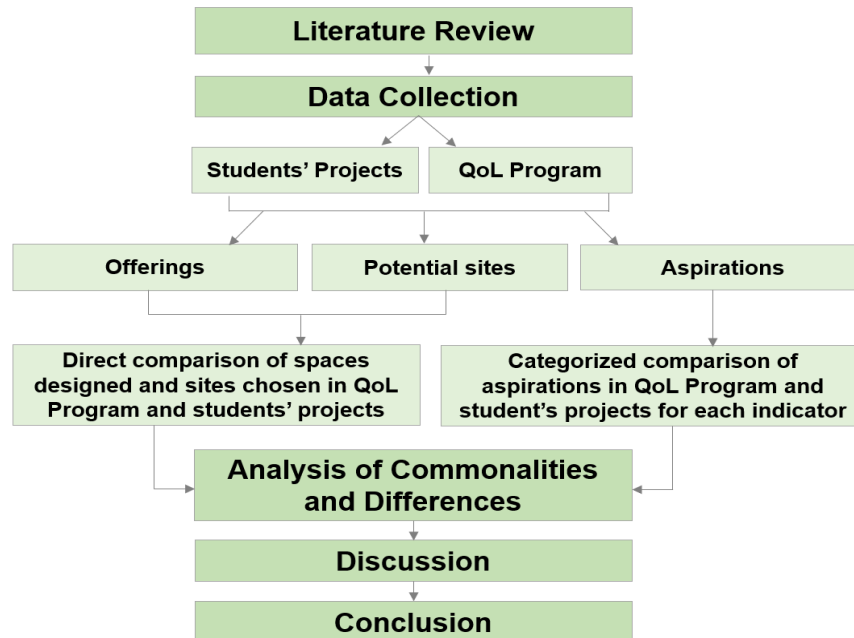 Literature Review
Data Collection
Students’ Projects
QoL Program
Offerings
Potential sites
Aspirations
Direct comparison of spaces
designed and sites chosen in QoL
Program and students’ projects
Categorized comparison of
aspirations in QoL Program and
student’s projects for each indicator
Analysis of Commonalities
and Differences
Discussion
Conclusion